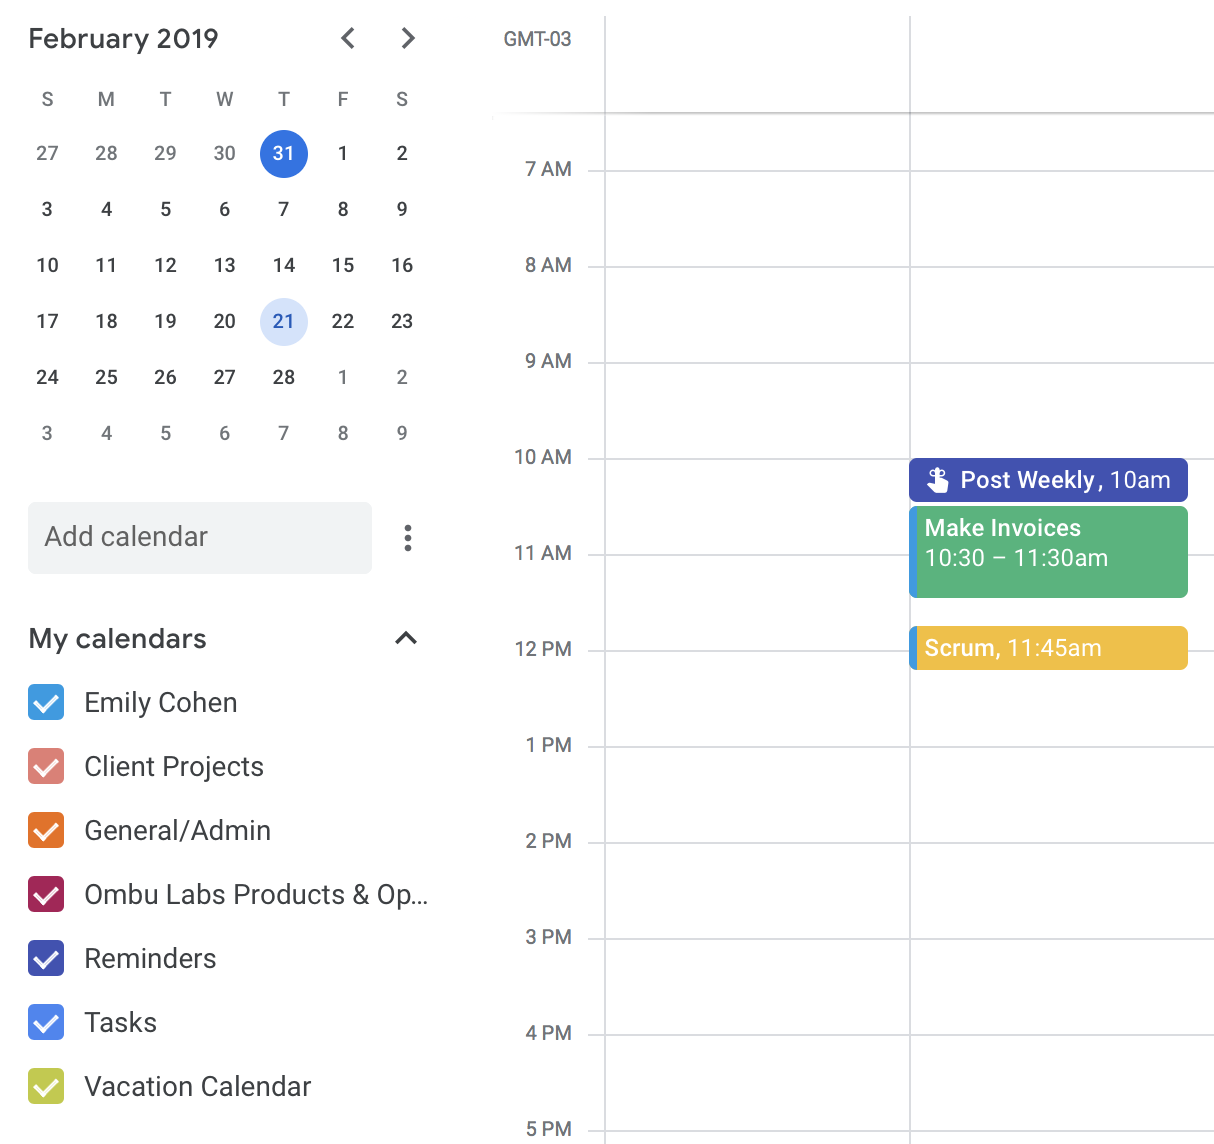 February 2019
S M T W T F S
27 28 29 30 31 1 2
3 4 5 6 7 8 9
10 11 12 13 14 15 16
17 18 19 20 21 22 23
24 25 26 27 28 1 2
3 4 5 6 7 8 9
Add calendar
My calendars
Emily Cohen
Client Projects
General/Admin
Ombu Labs Products & Op...
Reminders
Tasks
Vacation Calendar
GMT-03
7 AM
8 AM
9 AM
10 AM
Post Weekly, 10am
Make Invoices
10:30 – 11:30am
11 AM
Scrum, 11:45am
12 PM
1 PM
2 PM
3 PM
4 PM
5 PM